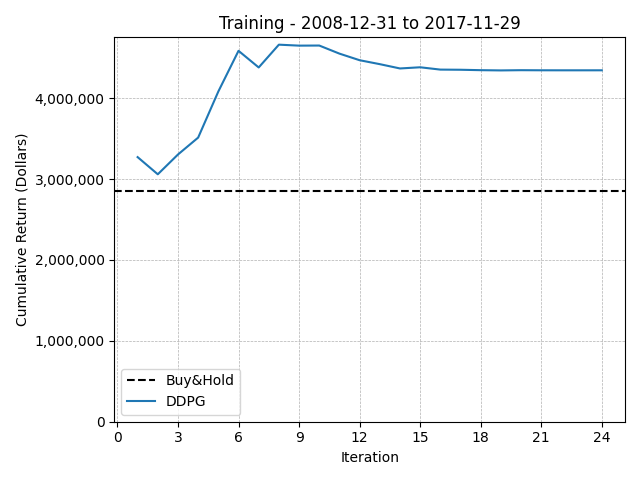 Training - 2008-12-31 to 2017-11-29
Cumulative Return (Dollars)
4,000,000
3,000,000
2,000,000
1,000,000
0
Buy&Hold
DDPG
0 3 6 9 12 15 18 21 24
Iteration